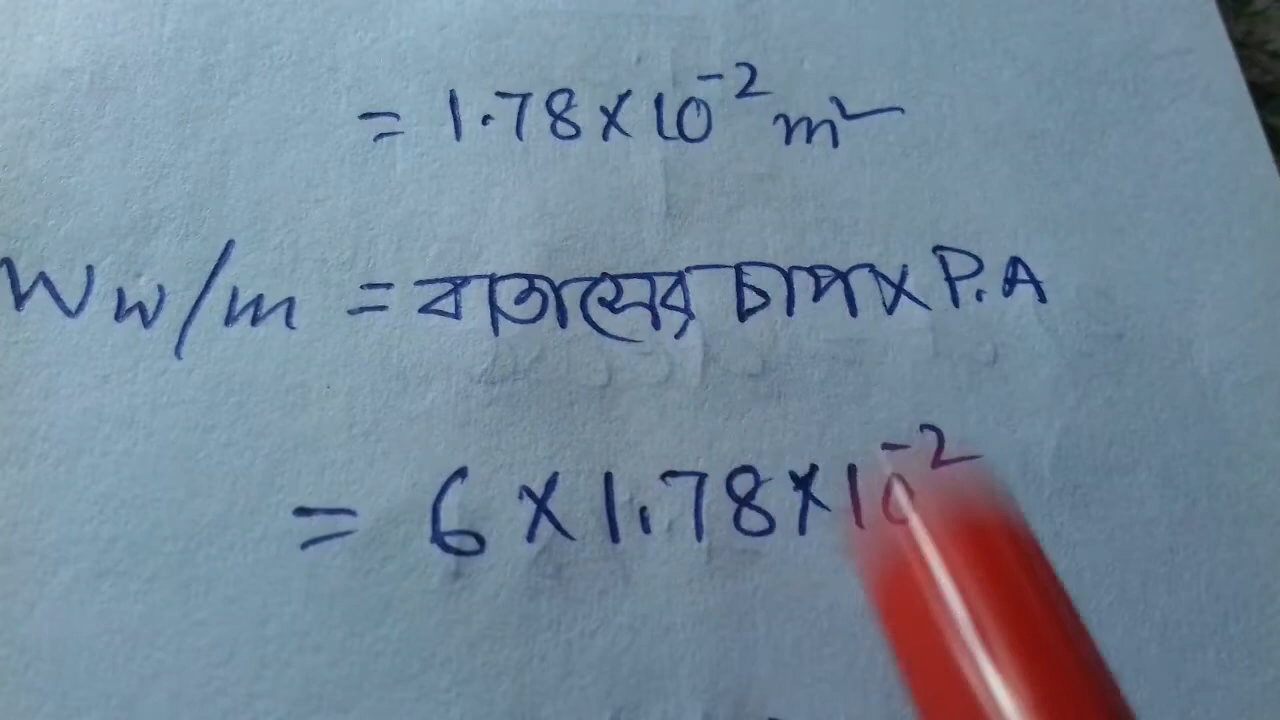 = 1.78 × 10⁻² m²
Ww/m = বাতাসের চাপ × P.A
= 6 × 1.78 × 10⁻²